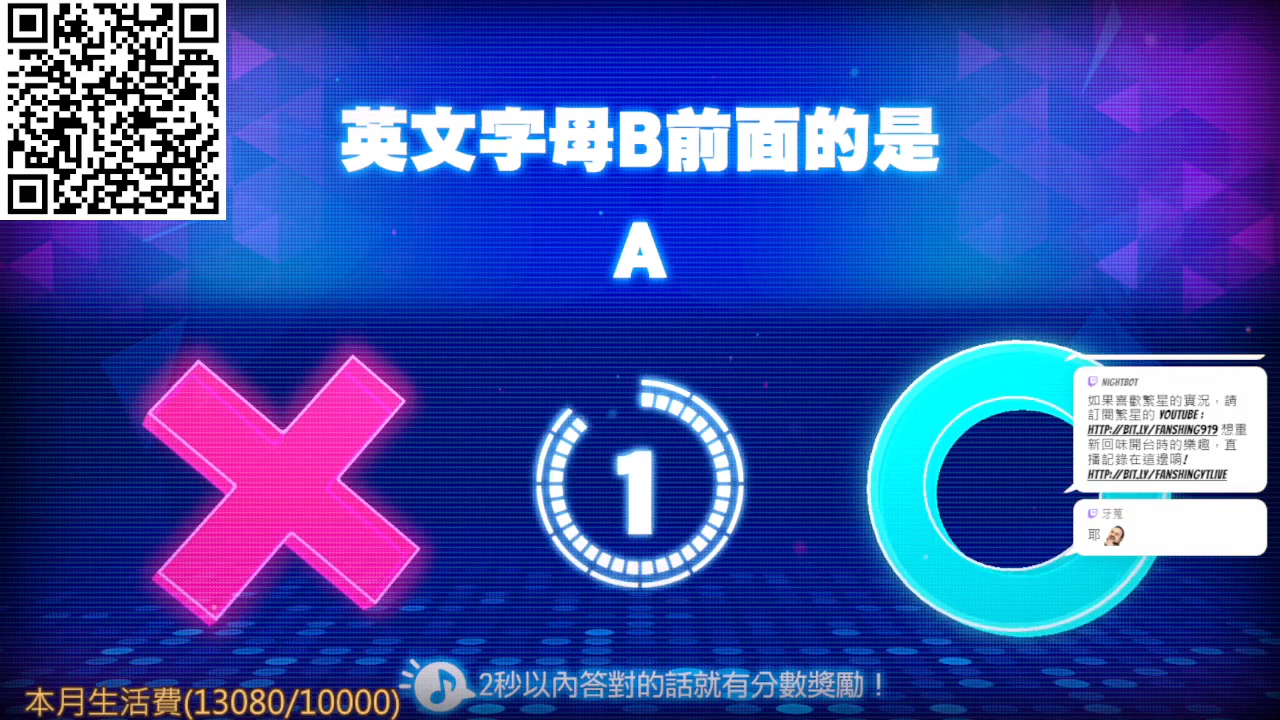 英文字母B前面的是
A
1
NIGHTBOT
如果喜歡繁星的實況，請
訂閱繁星的 YOUTUBE：
HTTP://BIT.LY/FANSHING919 想重
新回味開台時的樂趣，直
播記錄在這邊唷!
HTTP://BIT.LY/FANSHINGYTLIVE
牙蒐
耶
2秒以內答對的話就有分數獎勵！
本月生活費(13080/10000)